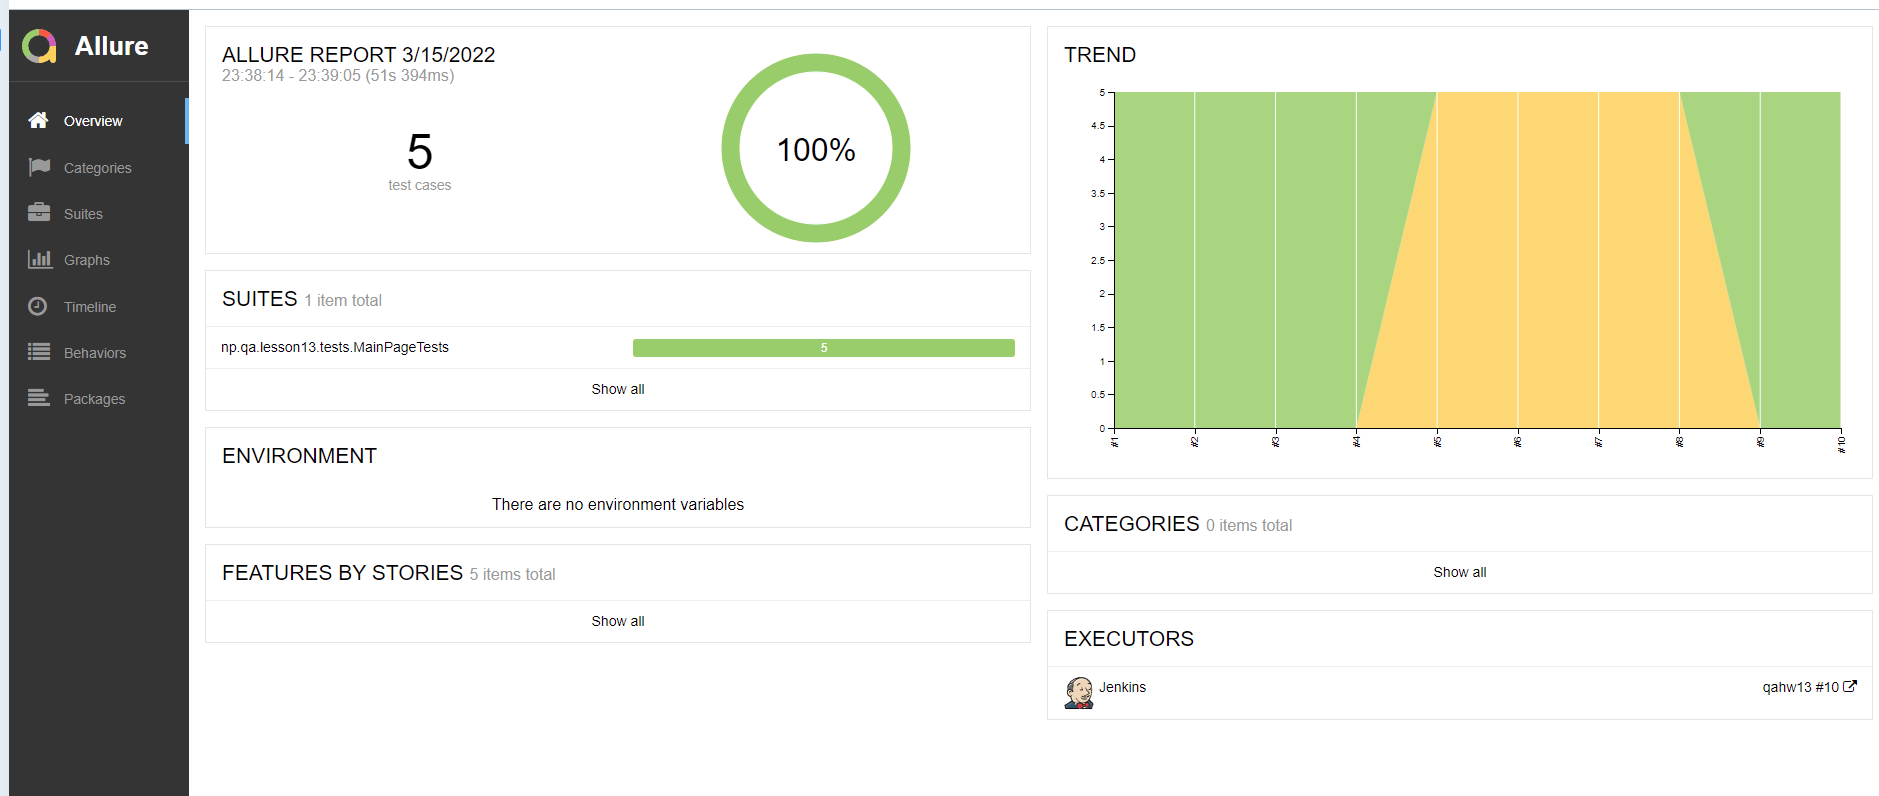 Allure
Overview
Categories
Suites
Graphs
Timeline
Behaviors
Packages
ALLURE REPORT 3/15/2022
23:38:14 - 23:39:05 (51s 394ms)
5
test cases
100%
SUITES 1 item total
np.qa.lesson13.tests.MainPageTests 5
Show all
ENVIRONMENT
There are no environment variables
FEATURES BY STORIES 5 items total
Show all
TREND
5
4.5
4
3.5
3
2.5
2
1.5
1
0.5
0
#1 #2 #3 #4 #5 #6 #7 #8 #9 #10
CATEGORIES 0 items total
Show all
EXECUTORS
Jenkins qahw13 #10